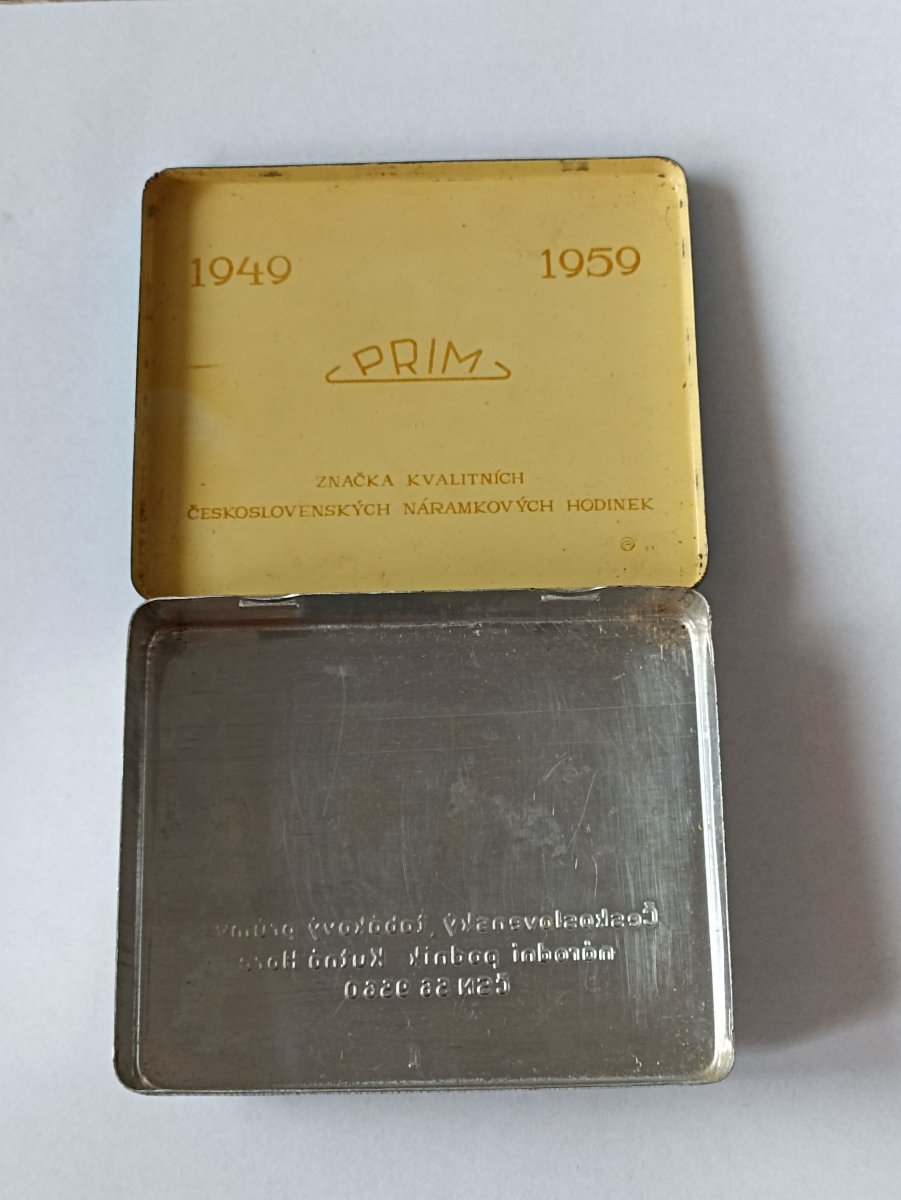 1949 1959
PRIM
ZNAČKA KVALITNÍCH
ČESKOSLOVENSKÝCH NÁRAMKOVÝCH HODINEK
Československý tabákový průmysl
národní podnik Kutná Hora
ČSN 56 9560